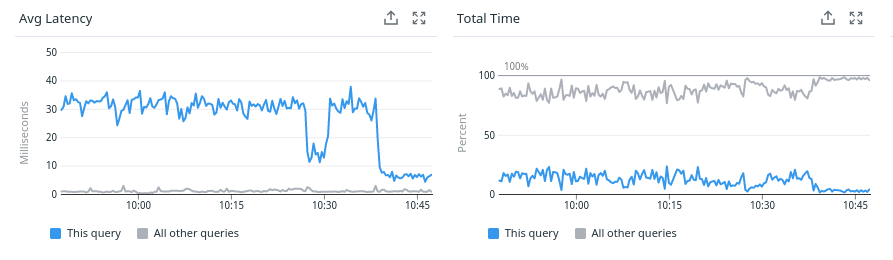 Avg Latency
50
40
30
20
10
0
Milliseconds
10:00
10:15
10:30
10:45
This query
All other queries
Total Time
100%
100
50
0
Percent
10:00
10:15
10:30
10:45
This query
All other queries